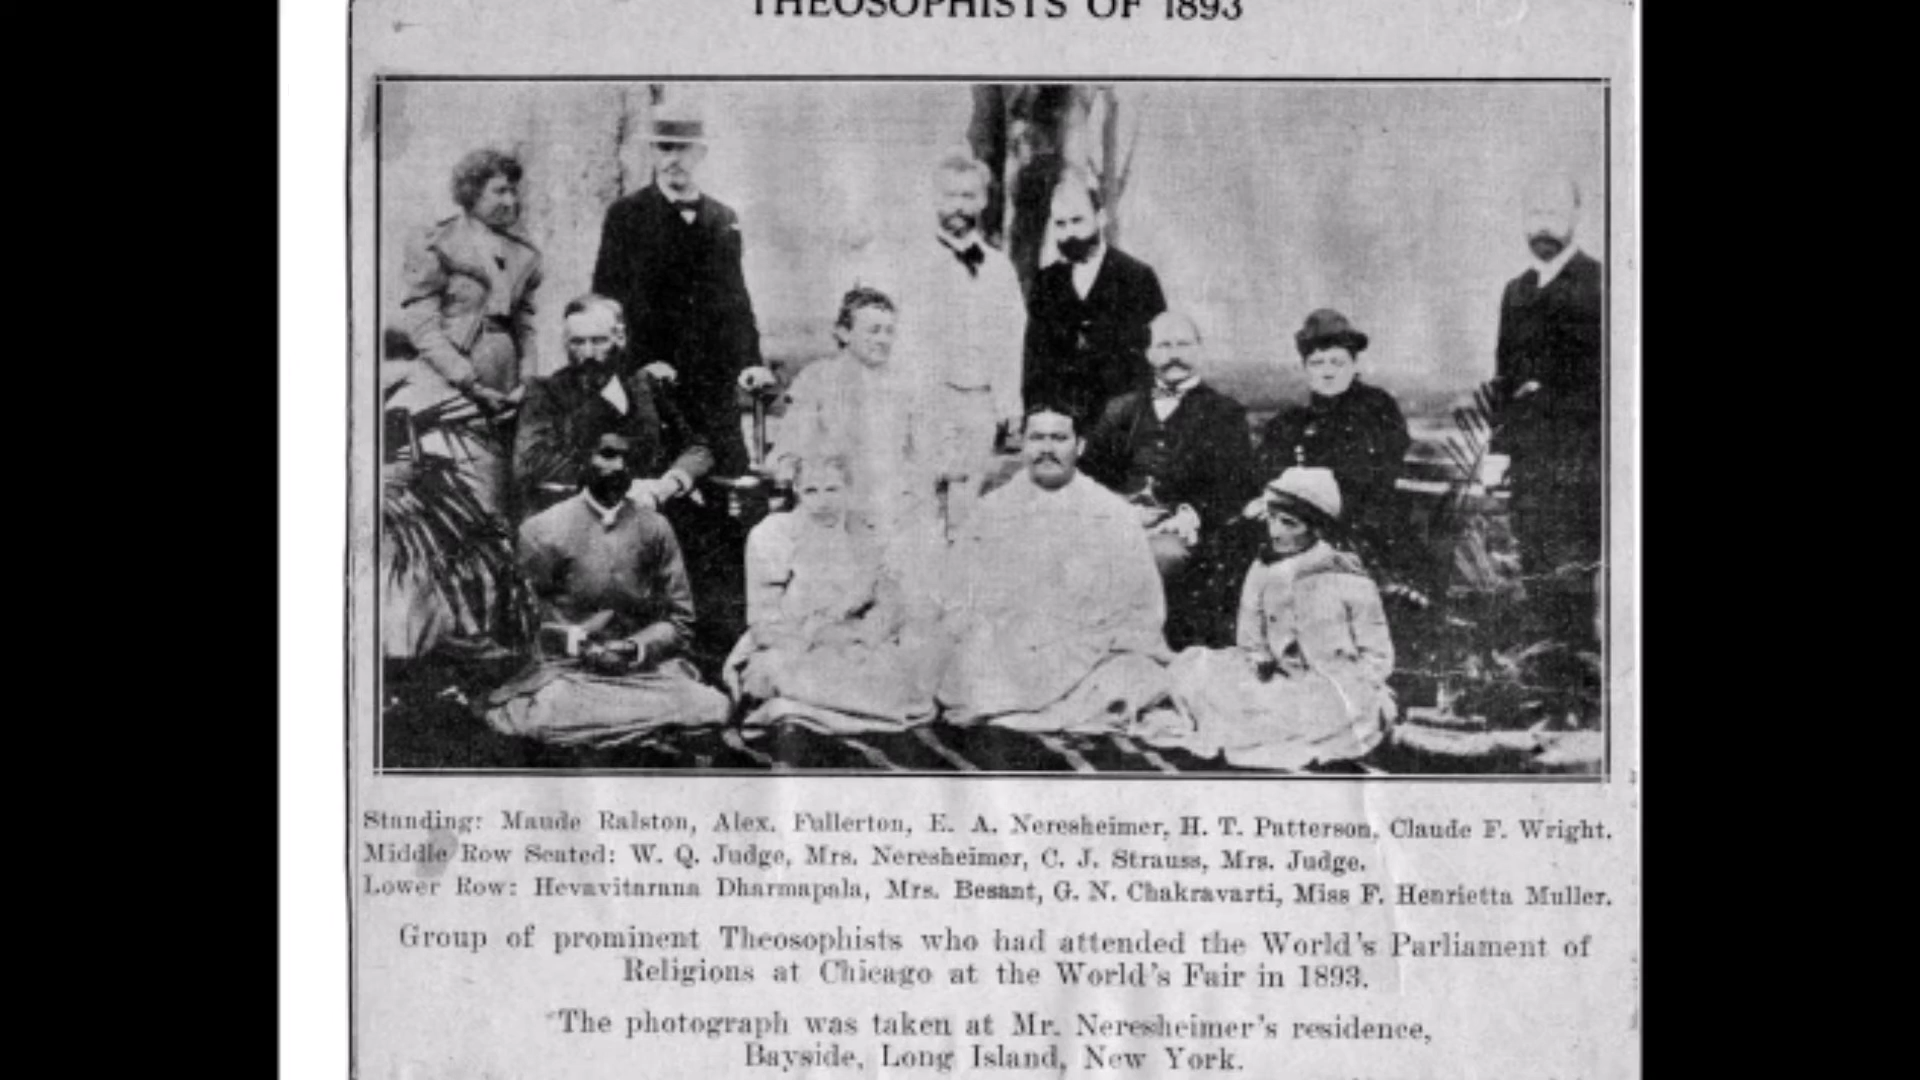 THEOSOPHISTS OF 1893
Standing: Maude Ralston, Alex. Fullerton, E. A. Neresheimer, H. T. Patterson, Claude F. Wright.
Middle Row Seated: W. Q. Judge, Mrs. Neresheimer, C. J. Strauss, Mrs. Judge.
Lower Row: Hevavitarana Dharmapala, Mrs. Besant, G. N. Chakravarti, Miss F. Henrietta Muller.
Group of prominent Theosophists who had attended the World's Parliament of
Religions at Chicago at the World's Fair in 1893.
The photograph was taken at Mr. Neresheimer's residence,
Bayside, Long Island, New York.